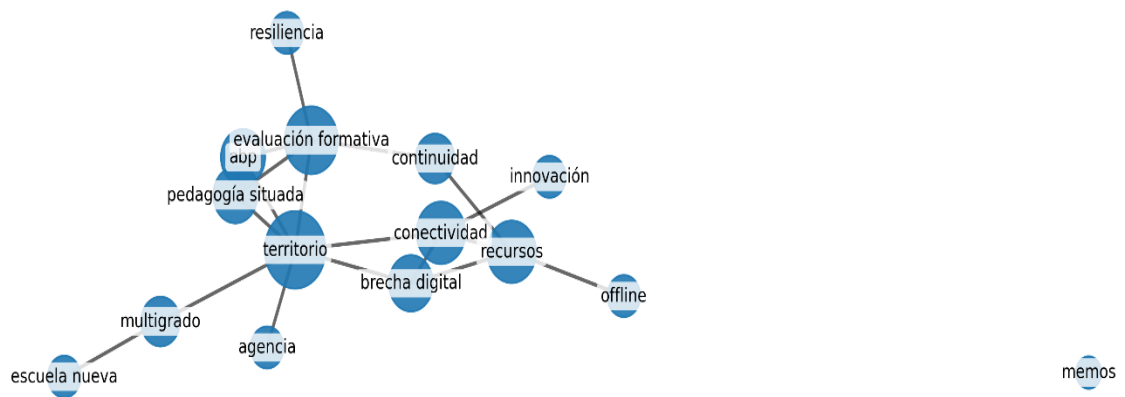 resiliencia
evaluación formativa
abp
continuidad
innovación
pedagogía situada
conectividad
territorio
recursos
brecha digital
offline
multigrado
agencia
escuela nueva
memos